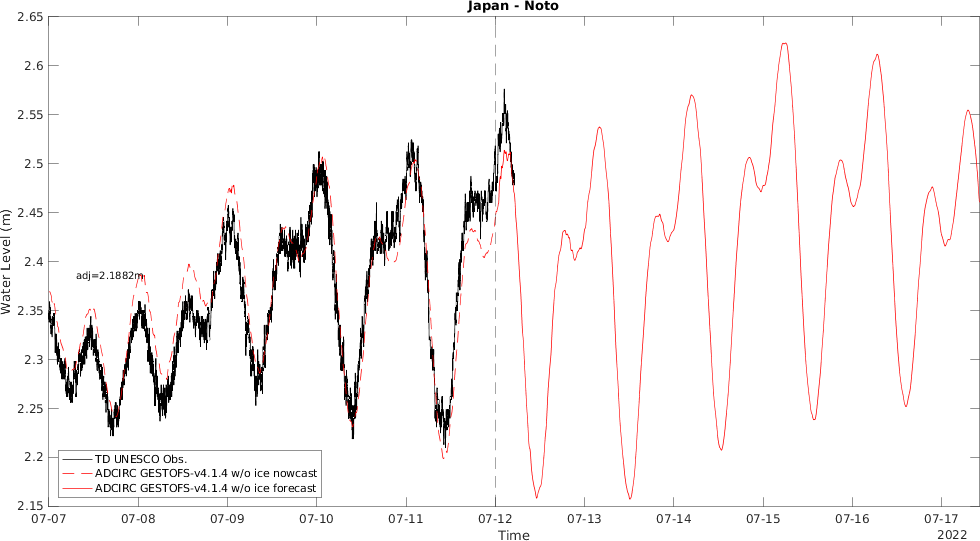 Japan - Noto
2.65
2.6
2.55
2.5
2.45
2.4
2.35
2.3
2.25
2.2
2.15
Water Level (m)
adj=2.1882m
TD UNESCO Obs.
ADCIRC GESTOFS-v4.1.4 w/o ice nowcast
ADCIRC GESTOFS-v4.1.4 w/o ice forecast
07-07 07-08 07-09 07-10 07-11 07-12 07-13 07-14 07-15 07-16 07-17
2022
Time